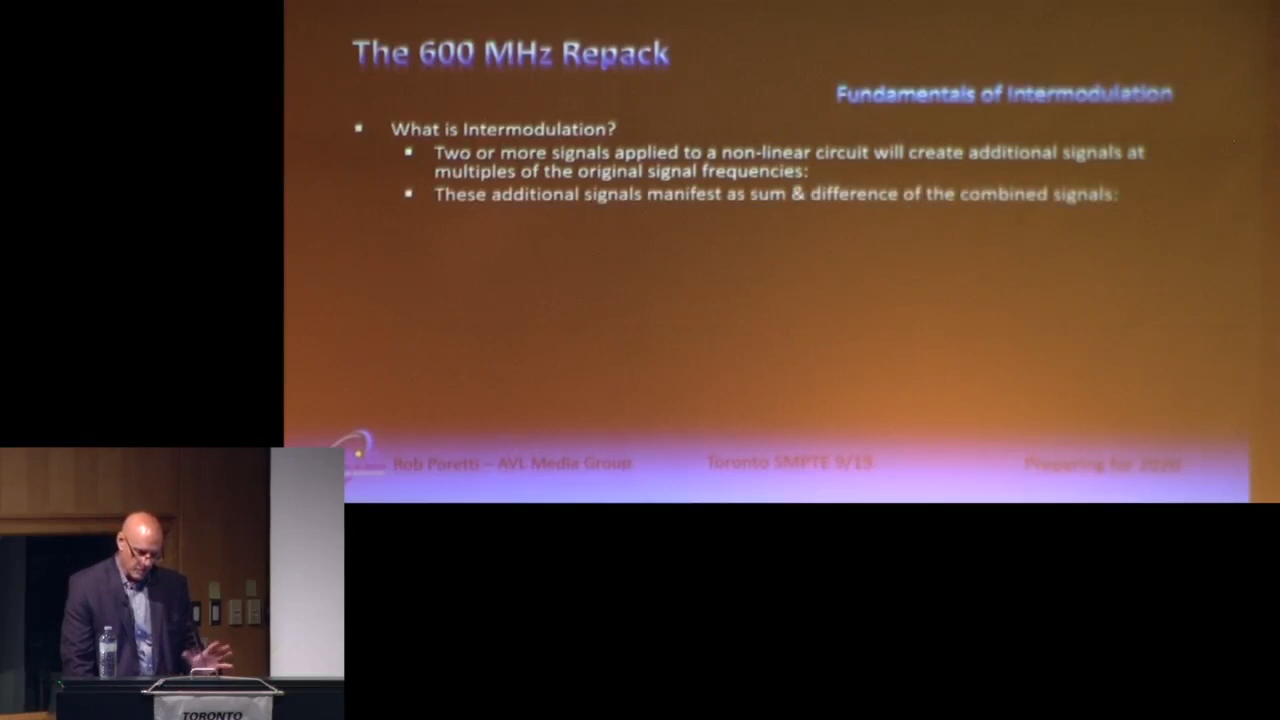 The 600 MHz Repack
Fundamentals of Intermodulation
What is Intermodulation?
Two or more signals applied to a non-linear circuit will create additional signals at
multiples of the original signal frequencies:
These additional signals manifest as sum & difference of the combined signals:
Rob Poretti – AVL Media Group Toronto SMPTE 9/13 Preparing for 2020
TORONTO